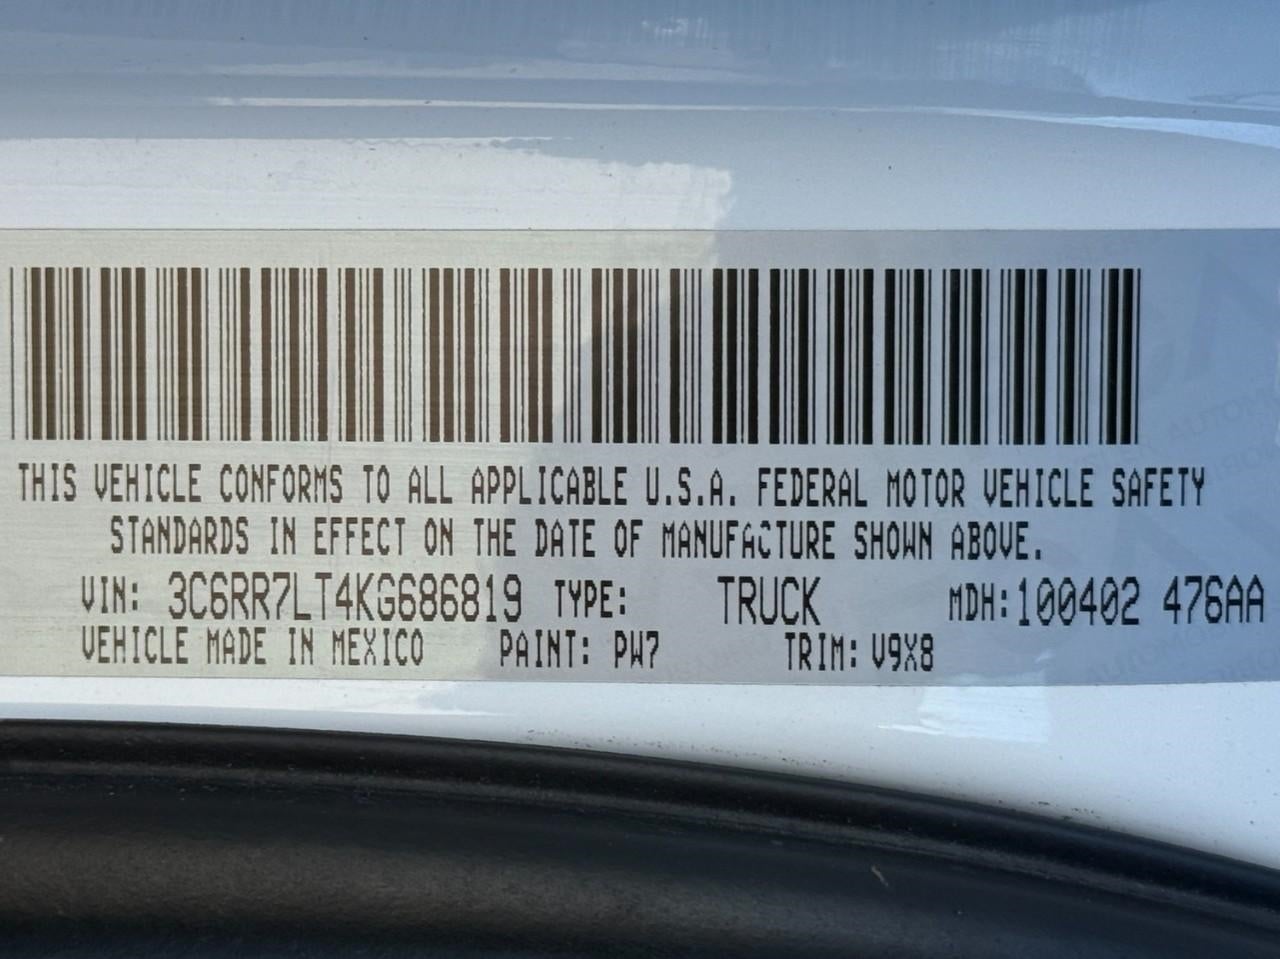 THIS VEHICLE CONFORMS TO ALL APPLICABLE U.S.A. FEDERAL MOTOR VEHICLE SAFETY
STANDARDS IN EFFECT ON THE DATE OF MANUFACTURE SHOWN ABOVE.
VIN: 3C6RR7LT4KG686819 TYPE: TRUCK MDH:100402 476AA
VEHICLE MADE IN MEXICO PAINT: PW7 TRIM: V9X8